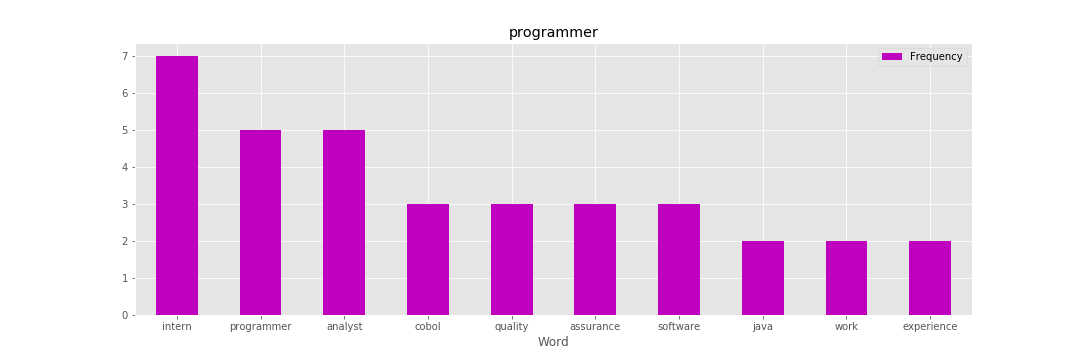 programmer
Frequency
7
6
5
4
3
2
1
0
intern programmer analyst cobol quality assurance software java work experience
Word